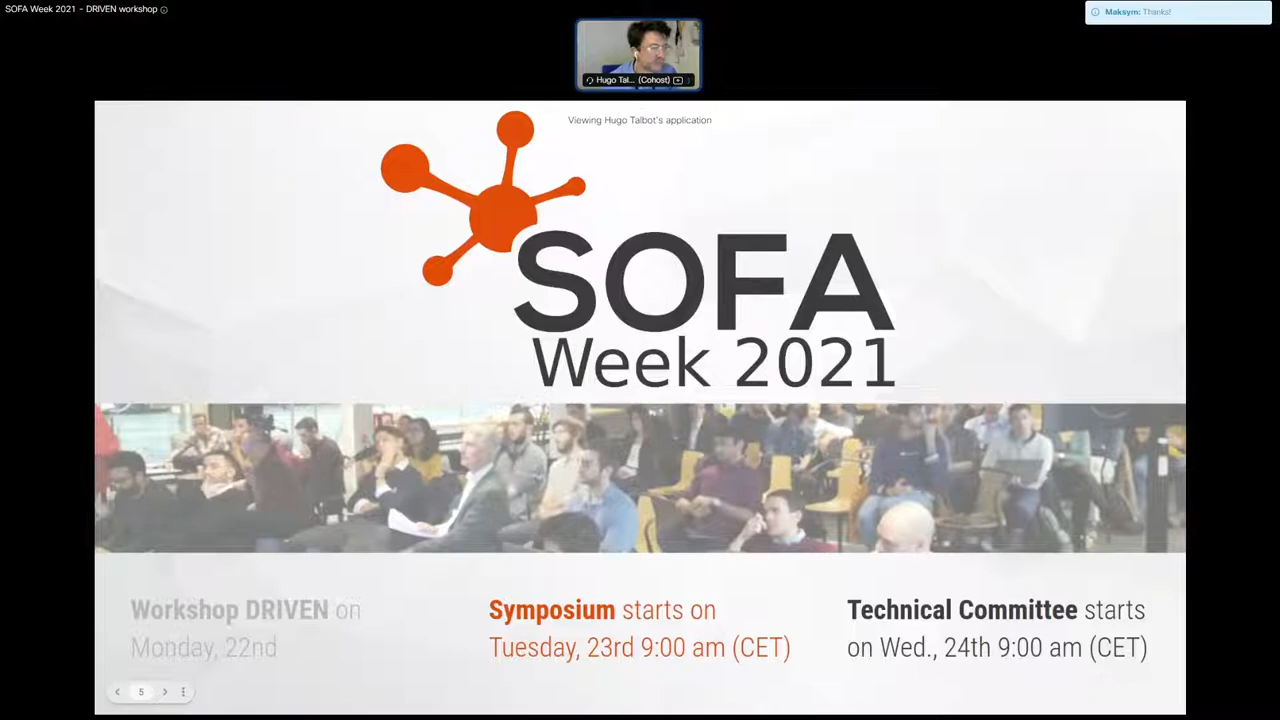 SOFA Week 2021 - DRIVEN workshop
Maksym: Thanks!
Hugo Tal... (Cohost)
Viewing Hugo Talbot's application
SOFA
Week 2021
Workshop DRIVEN on
Monday, 22nd
Symposium starts on
Tuesday, 23rd 9:00 am (CET)
Technical Committee starts
on Wed., 24th 9:00 am (CET)
5